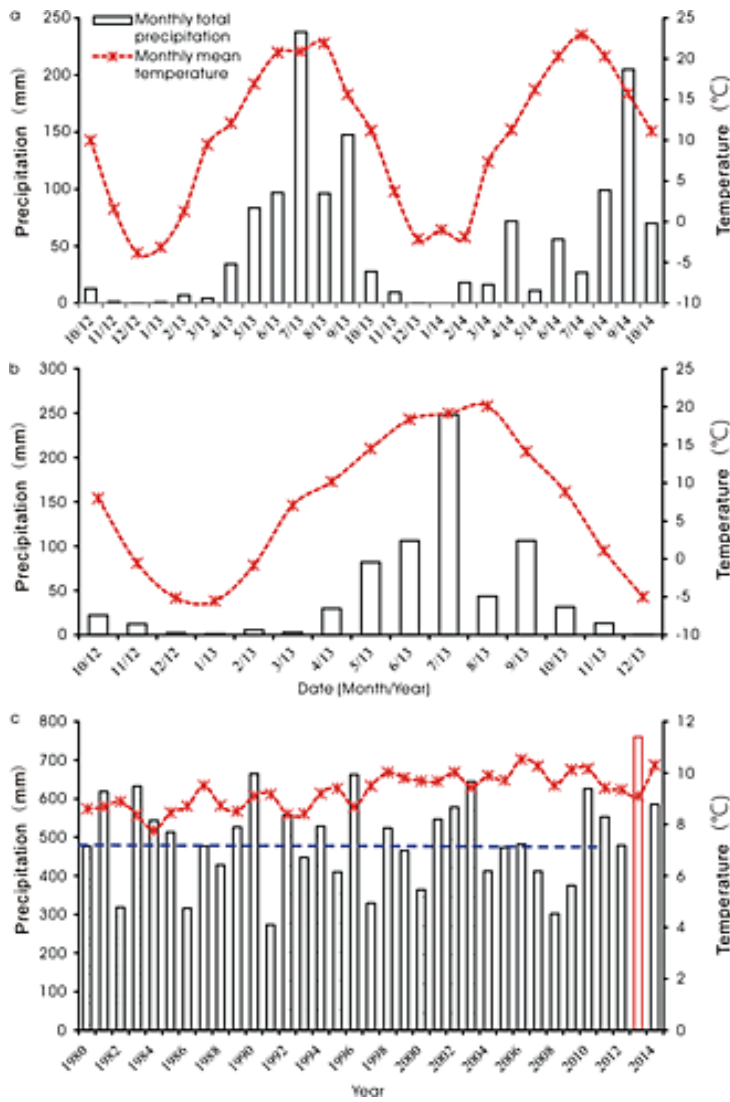 a
Monthly total
precipitation
Monthly mean
temperature
Precipitation (mm)
250
200
150
100
50
0
Temperature (℃)
25
20
15
10
5
0
-5
-10
10/12 11/12 12/12 1/13 2/13 3/13 4/13 5/13 6/13 7/13 8/13 9/13 10/13 11/13 12/13 1/14 2/14 3/14 4/14 5/14 6/14 7/14 8/14 9/14 10/14
b
Precipitation (mm)
300
250
200
150
100
50
0
Temperature (℃)
25
20
15
10
5
0
-5
-10
10/12 11/12 12/12 1/13 2/13 3/13 4/13 5/13 6/13 7/13 8/13 9/13 10/13 11/13 12/13
Date (Month/Year)
c
Precipitation (mm)
800
700
600
500
400
300
200
100
0
Temperature (℃)
12
10
8
6
4
2
0
1980 1982 1984 1986 1988 1990 1992 1994 1996 1998 2000 2002 2004 2006 2008 2010 2012 2014
Year